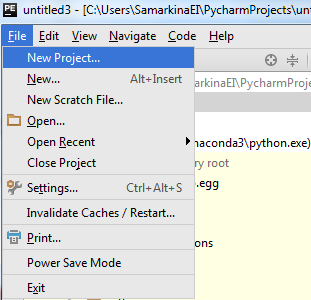 PE untitled3 - [C:\Users\SamarkinaEI\PycharmProjects\unt
File Edit View Navigate Code Help
New Project...
New... Alt+Insert
arkinaEI\PycharmProje
New Scratch File...
Open...
Open Recent
naconda3\python.exe)
Close Project
ry root
Settings... Ctrl+Alt+S
.egg
Invalidate Caches / Restart...
Print...
ons
Power Save Mode
Exit